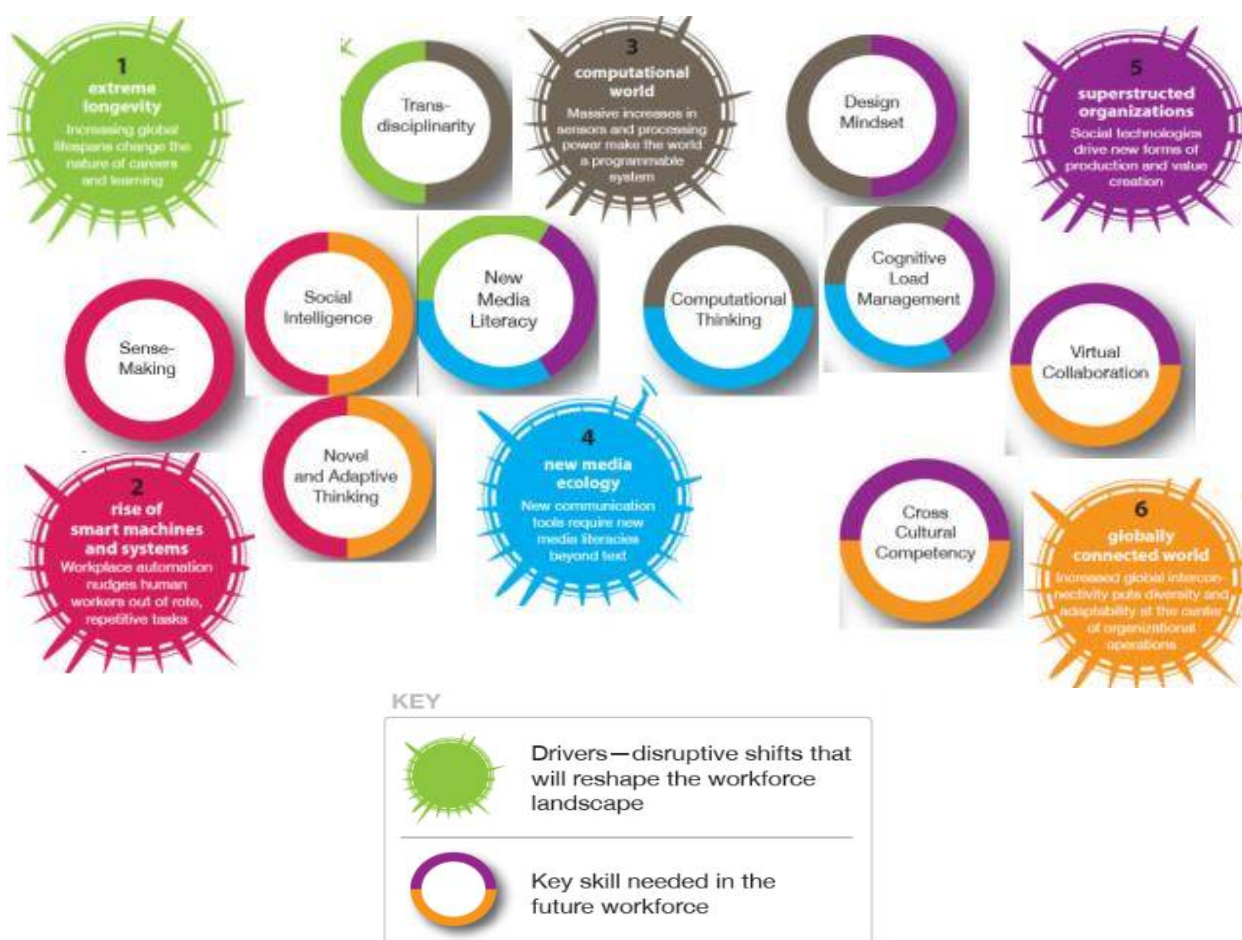 1
extreme
longevity
Increasing global
lifespans change the
nature of careers
and learning
Trans-
disciplinarity
3
computational
world
Massive increases in
sensors and processing
power make the world
a programmable
system
Design
Mindset
5
superstructed
organizations
Social technologies
drive new forms of
production and value
creation
Sense-
Making
Social
Intelligence
New
Media
Literacy
Computational
Thinking
Cognitive
Load
Management
Virtual
Collaboration
2
rise of
smart machines
and systems
Workplace automation
nudges human
workers out of rote,
repetitive tasks
Novel
and Adaptive
Thinking
4
new media
ecology
New communication
tools require new
media literacies
beyond text
Cross
Cultural
Competency
6
globally
connected world
Increased global intercon-
nectivity puts diversity and
adaptability at the center
of organizational
operations
KEY
Drivers—disruptive shifts that
will reshape the workforce
landscape
Key skill needed in the
future workforce